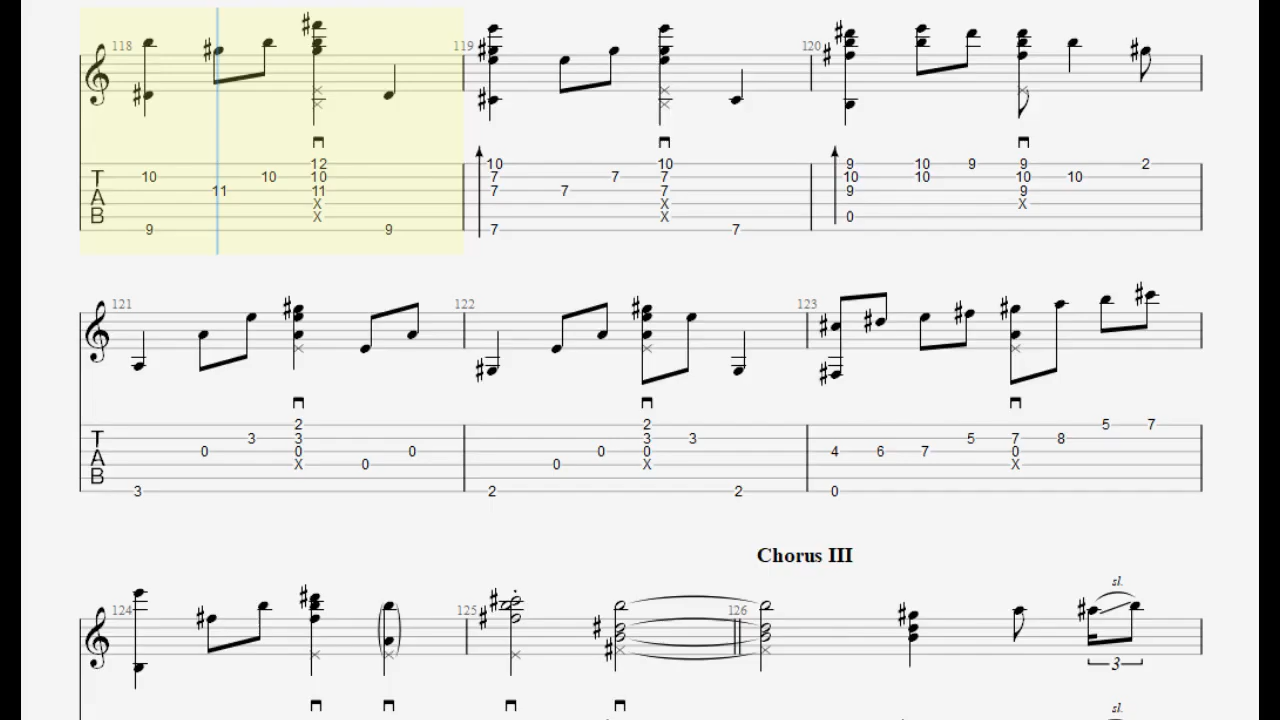 118 119 120
12 10 10 10 9 10 9 9 2
T 10 10 10 7 7 7 10 10 10 10
A 11 11 7 7 7 9 9
X X X
B X X 0
9 9 7 7
121 122 123
2 2 5 7
T 3 3 3 3 5 7 8
A 0 0 0 0 0 4 6 7 0
X 0 0 X X
B
3 2 2 0
Chorus III
sl.
124 125 126
3
sl.